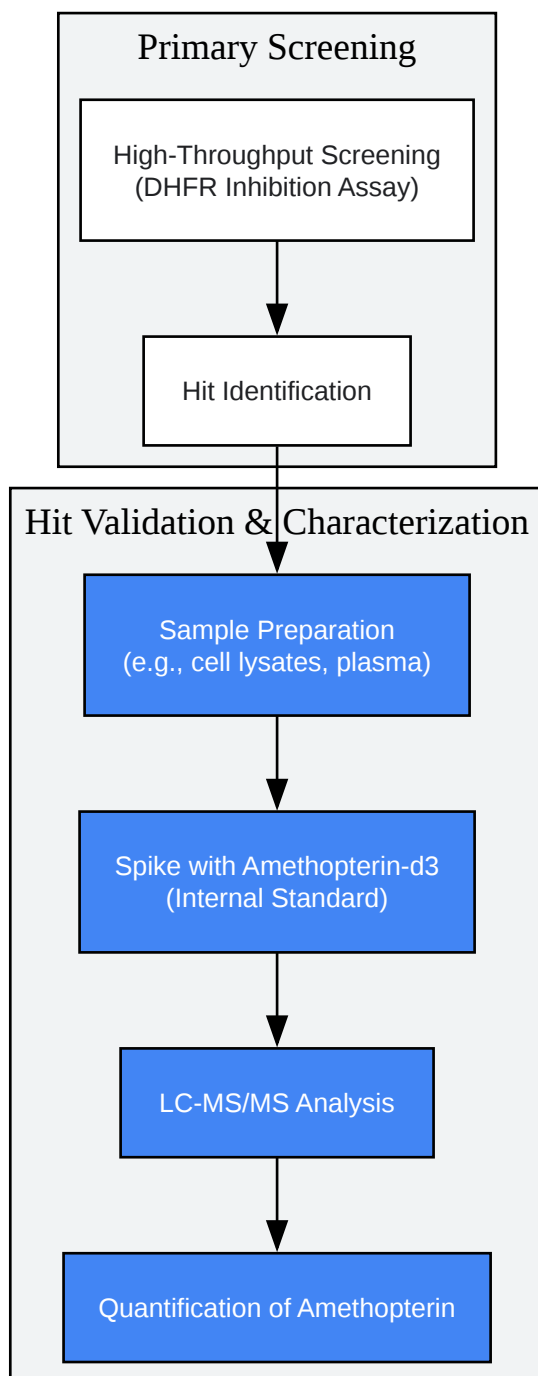 Primary Screening
High-Throughput Screening
(DHFR Inhibition Assay)
Hit Identification
Hit Validation & Characterization
Sample Preparation
(e.g., cell lysates, plasma)
Spike with Amethopterin-d3
(Internal Standard)
LC-MS/MS Analysis
Quantification of Amethopterin